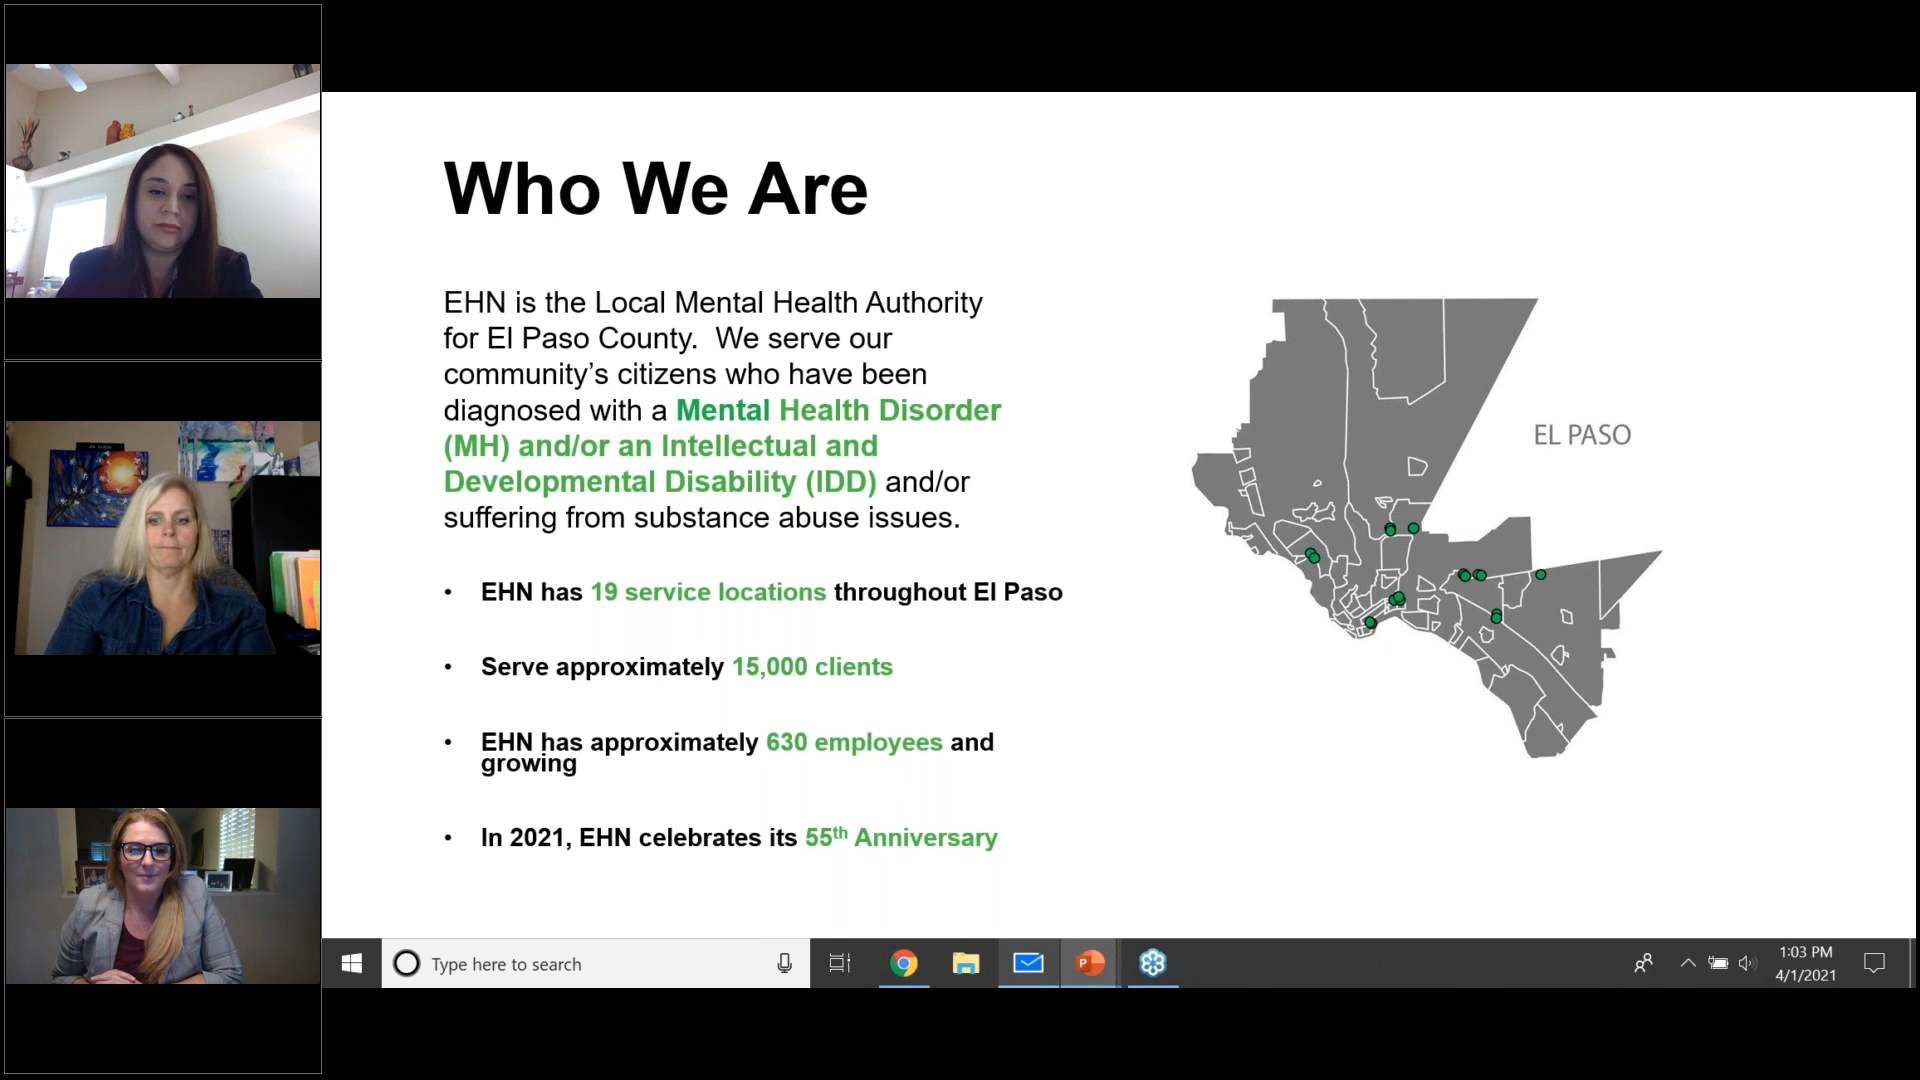 Who We Are
EHN is the Local Mental Health Authority
for El Paso County.  We serve our
community’s citizens who have been
diagnosed with a Mental Health Disorder
(MH) and/or an Intellectual and
Developmental Disability (IDD) and/or
suffering from substance abuse issues.
• EHN has 19 service locations throughout El Paso
• Serve approximately 15,000 clients
• EHN has approximately 630 employees and
growing
• In 2021, EHN celebrates its 55th Anniversary
EL PASO
Type here to search
1:03 PM
4/1/2021